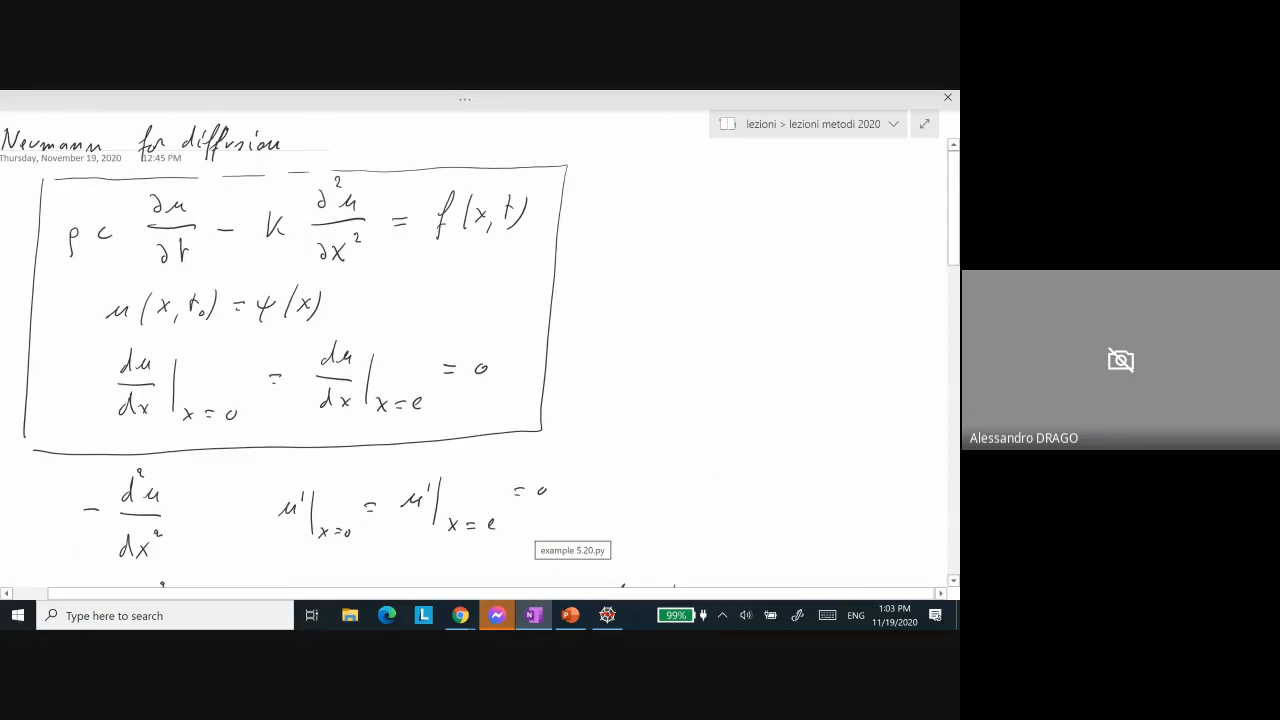 lezioni > lezioni metodi 2020
Neumann for diffusion
Thursday, November 19, 2020 12:45 PM
ρ c ∂u/∂t − K ∂²u/∂x² = f(x,t)
u(x,t₀) = ψ(x)
du/dx |x=0 = du/dx |x=ℓ = 0
− d²u/dx² u'|x=0 = u'|x=ℓ = 0
example 5.20.py
Alessandro DRAGO
Type here to search
99%
ENG
1:03 PM
11/19/2020